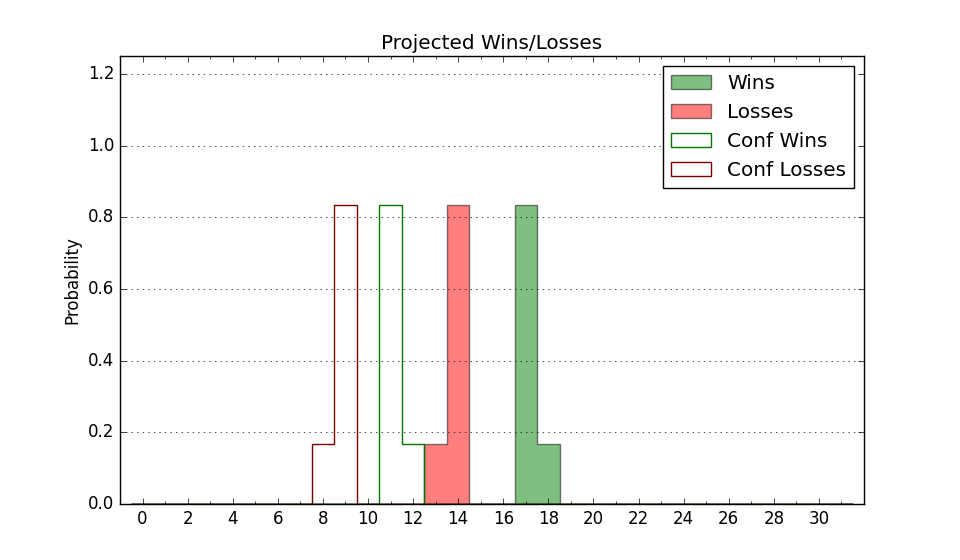 Projected Wins/Losses
Wins
Losses
Conf Wins
Conf Losses
Probability
1.2
1.0
0.8
0.6
0.4
0.2
0.0
0 2 4 6 8 10 12 14 16 18 20 22 24 26 28 30